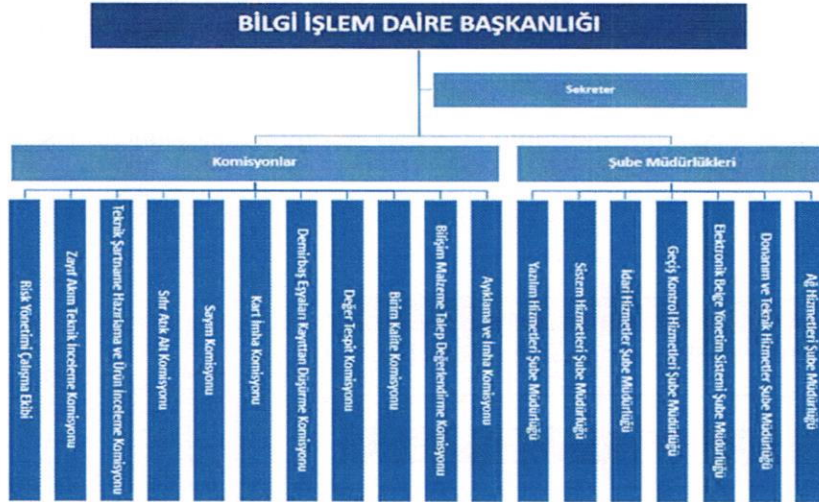 BİLGİ İŞLEM DAİRE BAŞKANLIĞI
Sekreter
Komisyonlar
Şube Müdürlükleri
Risk Yönetimi Çalışma Ekibi
Zayıf Akım Teknik İnceleme Komisyonu
Teknik Şartname Hazırlama ve Ürün İnceleme Komisyonu
Sıfır Atık Alt Komisyonu
Sayım Komisyonu
Kart İmha Komisyonu
Demirbaş Eşyaları Kayıttan Düşürme Komisyonu
Değer Tespit Komisyonu
Birim Kalite Komisyonu
Bilişim Malzeme Talep Değerlendirme Komisyonu
Ayıklama ve İmha Komisyonu
Yazılım Hizmetleri Şube Müdürlüğü
Sistem Hizmetleri Şube Müdürlüğü
İdari Hizmetler Şube Müdürlüğü
Geçiş Kontrol Hizmetleri Şube Müdürlüğü
Elektronik Belge Yönetim Sistemi Şube Müdürlüğü
Donanım ve Teknik Hizmetler Şube Müdürlüğü
Ağ Hizmetleri Şube Müdürlüğü